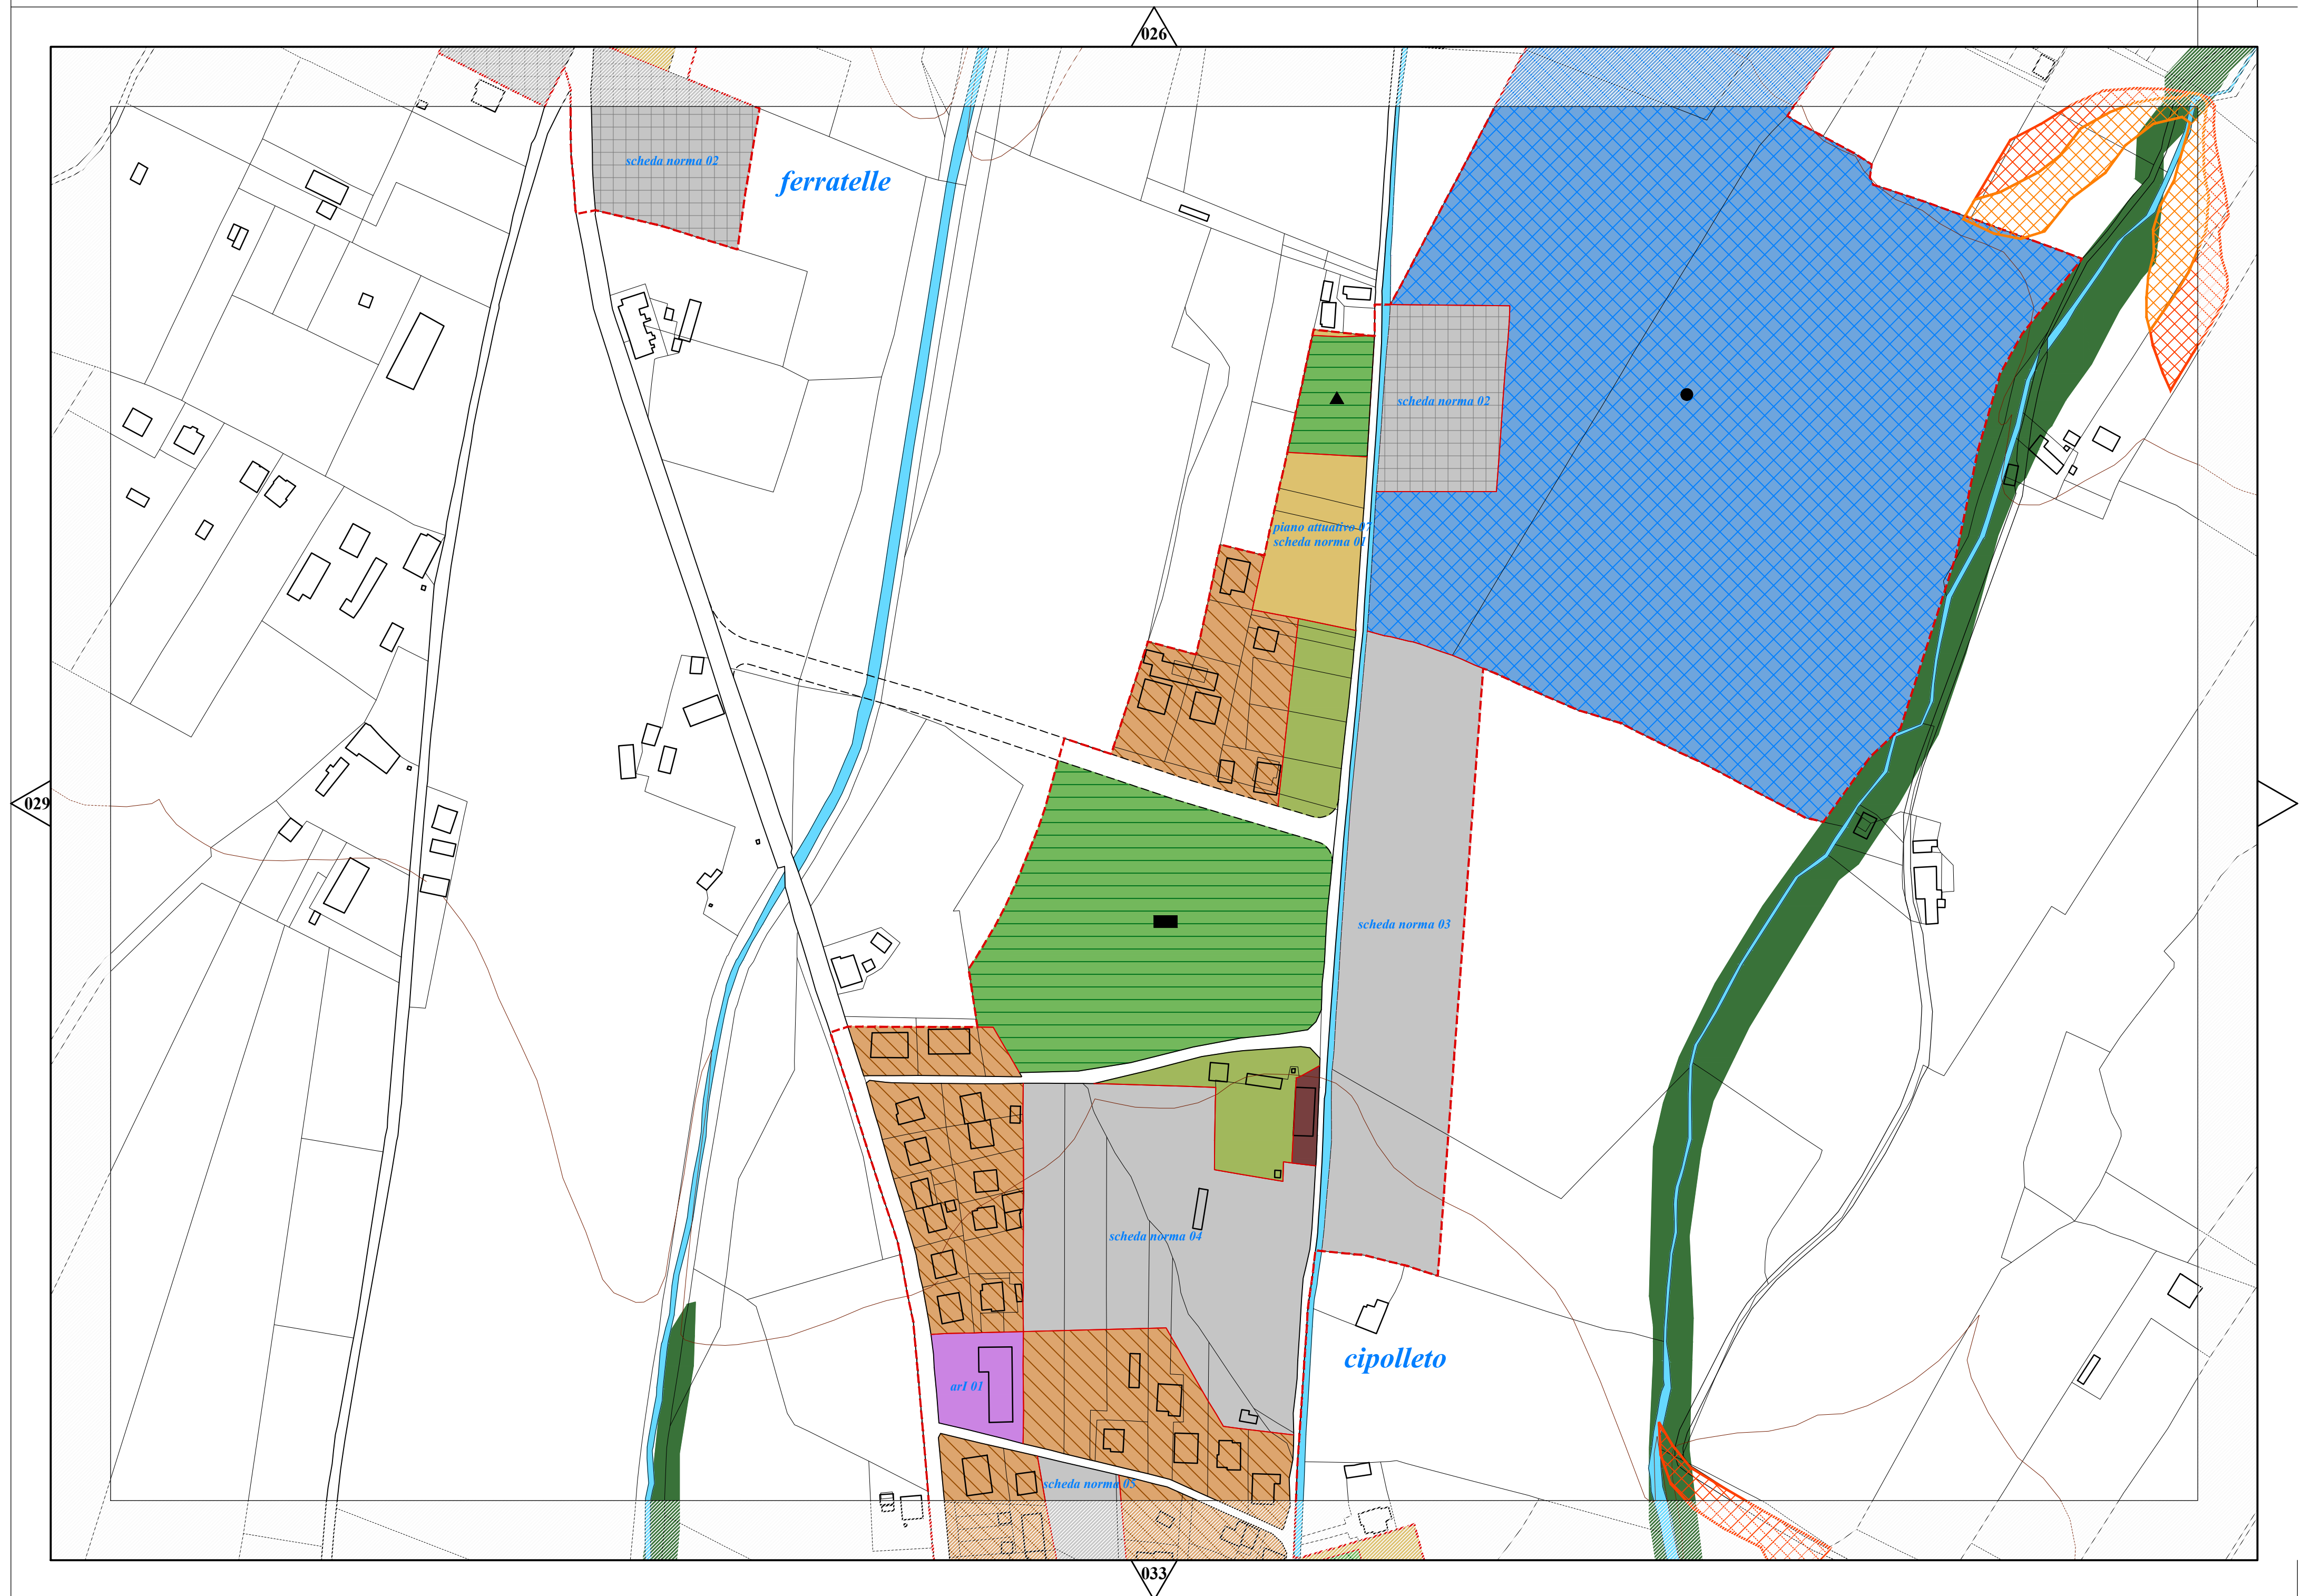 026
scheda norma 02
ferratelle
scheda norma 02
piano attuativo 07
scheda norma 01
029
scheda norma 03
scheda norma 04
cipolleto
arI 01
scheda norma 05
033